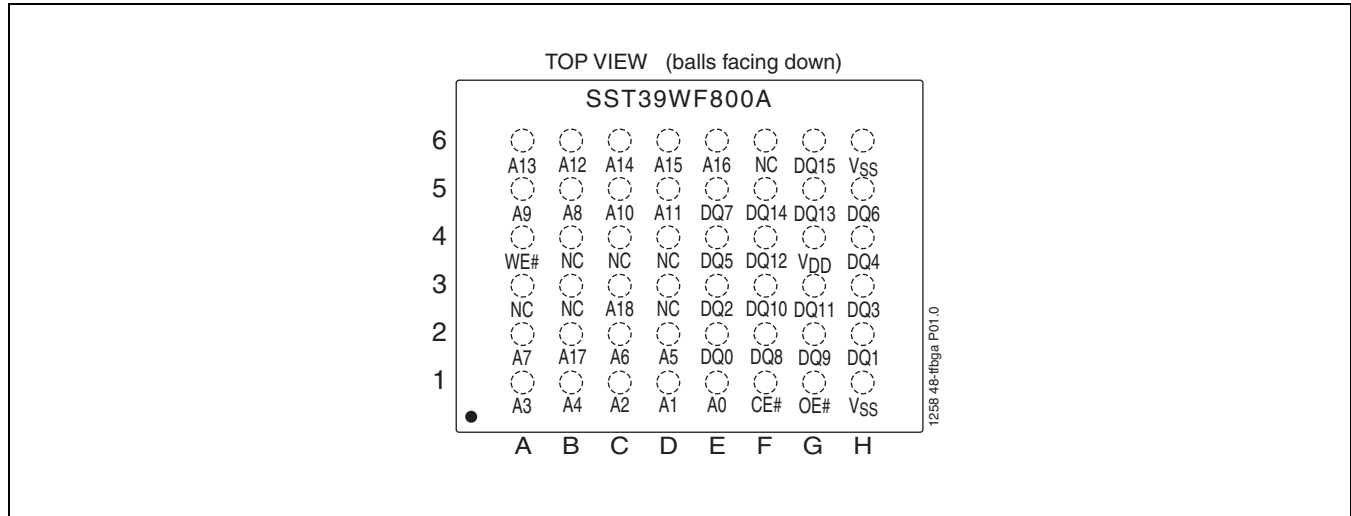 TOP VIEW (balls facing down)
SST39WF800A
6
A13 A12 A14 A15 A16 NC DQ15 VSS
5
A9 A8 A10 A11 DQ7 DQ14 DQ13 DQ6
4
WE# NC NC NC DQ5 DQ12 VDD DQ4
3
NC NC A18 NC DQ2 DQ10 DQ11 DQ3
2
A7 A17 A6 A5 DQ0 DQ8 DQ9 DQ1
1
A3 A4 A2 A1 A0 CE# OE# VSS
A B C D E F G H
1258 48-tfbga P01.0